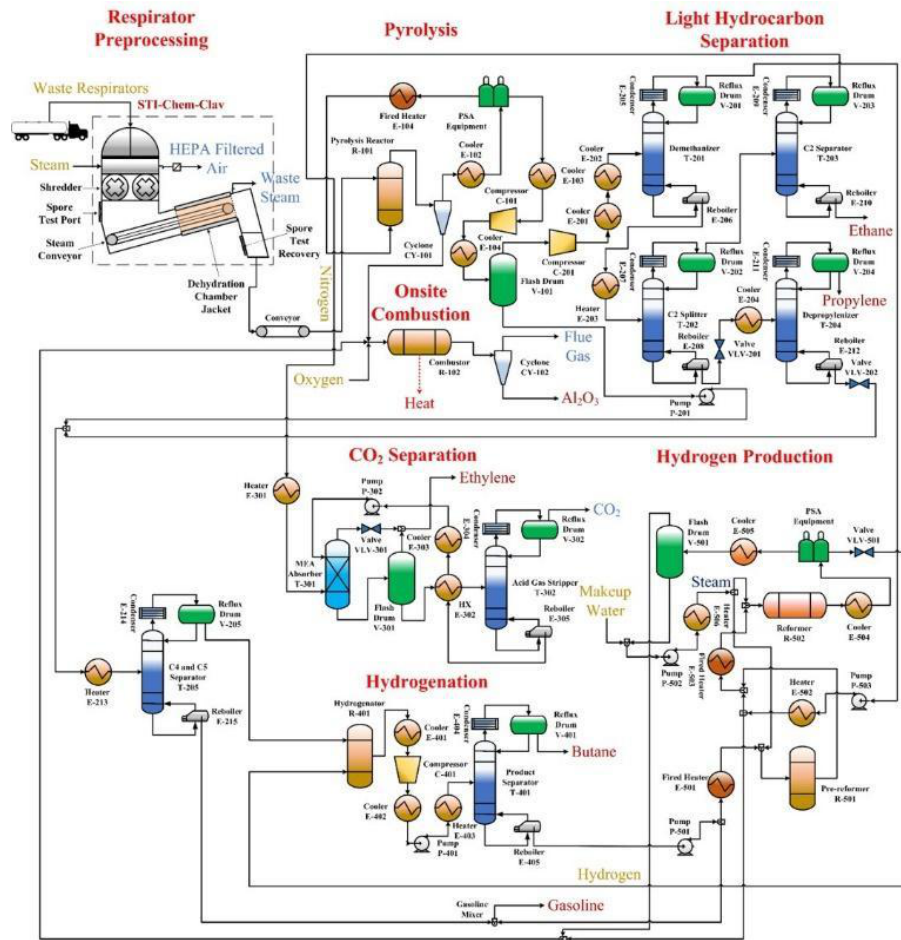 Respirator
Preprocessing
Waste Respirators
STI-Chem-Clav
Steam
HEPA Filtered
Air
Shredder
Waste
Steam
Spore
Test Port
Steam
Conveyor
Spore
Test
Recovery
Dehydration
Chamber
Jacket
Conveyor
Pyrolysis
Fired Heater
E-104
PSA
Equipment
Pyrolysis Reactor
R-101
Cooler
E-102
Cooler
E-103
Compressor
C-101
Cyclone
CY-101
Cooler
E-104
Flash Drum
V-101
Compressor
C-201
Cooler
E-202
Cooler
E-201
Nitrogen
Light Hydrocarbon
Separation
Condenser
E-205
Reflux
Drum
V-201
Demethanizer
T-201
Reboiler
E-206
Condenser
E-209
Reflux
Drum
V-203
C2 Separator
T-203
Reboiler
E-210
Ethane
Heater
E-203
Condenser
E-207
Reflux
Drum
V-202
C2 Splitter
T-202
Reboiler
E-208
Valve
VLV-201
Cooler
E-204
Condenser
E-211
Reflux
Drum
V-204
Propylene
Depropylenizer
T-204
Reboiler
E-212
Valve
VLV-202
Pump
P-201
Onsite
Combustion
Oxygen
Combustor
R-102
Heat
Flue
Gas
Cyclone
CY-102
Al₂O₃
CO₂ Separation
Heater
E-301
Pump
P-302
Ethylene
MEA
Absorber
T-301
Valve
VLV-301
Cooler
E-303
Flash
Drum
V-301
E-304
HX
E-302
Condenser
Reflux
Drum
V-302
CO₂
Acid Gas Stripper
T-302
Reboiler
E-305
Hydrogen Production
Flash
Drum
V-501
Cooler
E-505
PSA
Equipment
Valve
VLV-501
Makeup
Water
Steam
Heater
E-506
Reformer
R-502
Cooler
E-504
Pump
P-502
Fired Heater
E-503
Heater
E-502
Pump
P-503
Fired Heater
E-501
Pre-reformer
R-501
Pump
P-501
Condenser
E-214
Reflux
Drum
V-205
C4 and C5
Separator
T-205
Heater
E-213
Reboiler
E-215
Hydrogenation
Hydrogenator
R-401
Cooler
E-401
Compressor
C-401
Cooler
E-402
Pump
P-401
Heater
E-403
Condenser
E-404
Reflux
Drum
V-401
Butane
Product
Separator
T-401
Reboiler
E-405
Hydrogen
Gasoline
Mixer
Gasoline